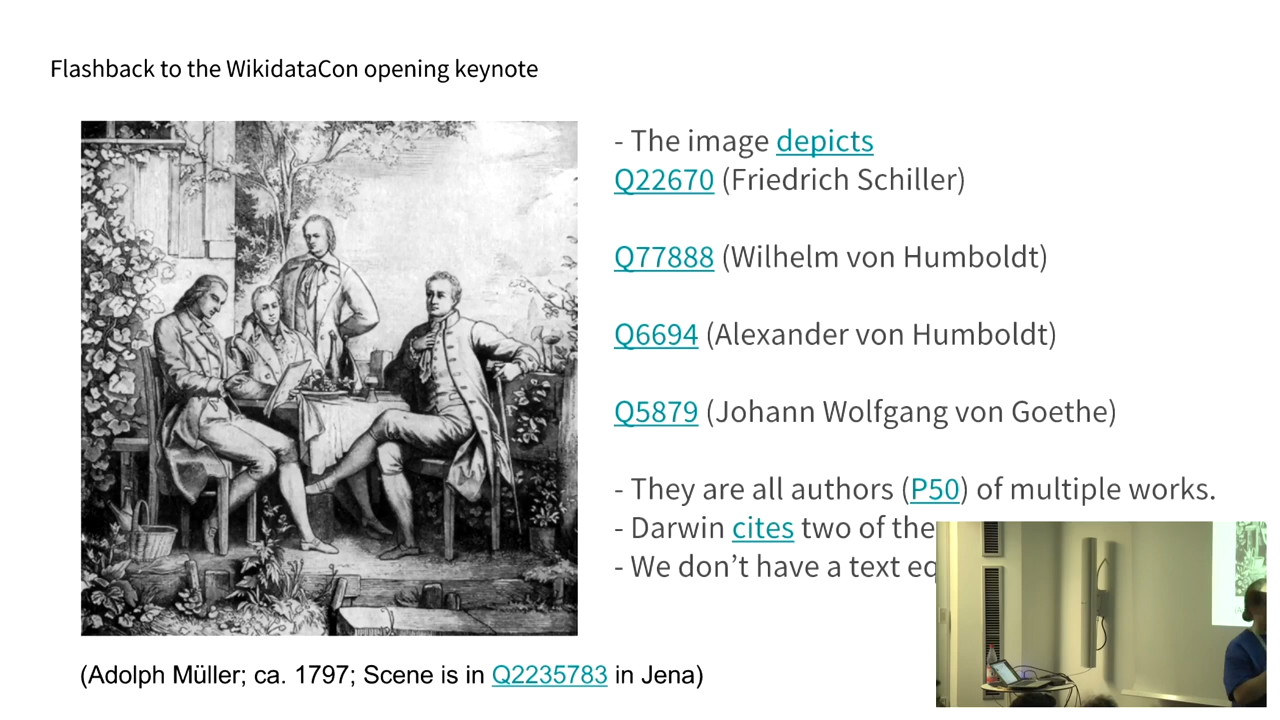 Flashback to the WikidataCon opening keynote
- The image depicts
Q22670 (Friedrich Schiller)
Q77888 (Wilhelm von Humboldt)
Q6694 (Alexander von Humboldt)
Q5879 (Johann Wolfgang von Goethe)
- They are all authors (P50) of multiple works.
- Darwin cites two of the
- We don't have a text eq
(Adolph Müller; ca. 1797; Scene is in Q2235783 in Jena)